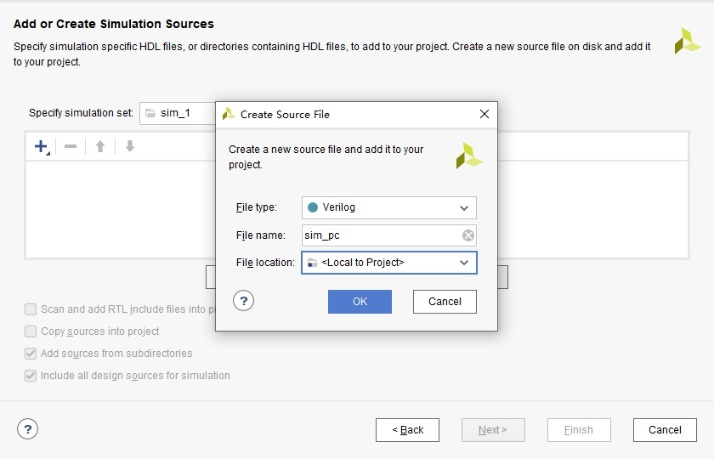 Add or Create Simulation Sources
Specify simulation specific HDL files, or directories containing HDL files, to add to your project. Create a new source file on disk and add it
to your project.
Specify simulation set: sim_1
Create Source File
Create a new source file and add it to your
project.
File type: Verilog
File name: sim_pc
File location: <Local to Project>
? OK Cancel
Scan and add RTL include files into
Copy sources into project
Add sources from subdirectories
Include all design sources for simulation
? < Back Next > Finish Cancel